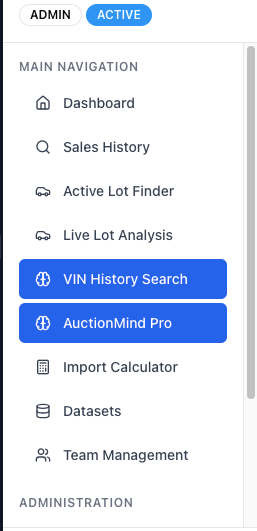 ADMIN ACTIVE
MAIN NAVIGATION
Dashboard
Sales History
Active Lot Finder
Live Lot Analysis
VIN History Search
AuctionMind Pro
Import Calculator
Datasets
Team Management
ADMINISTRATION